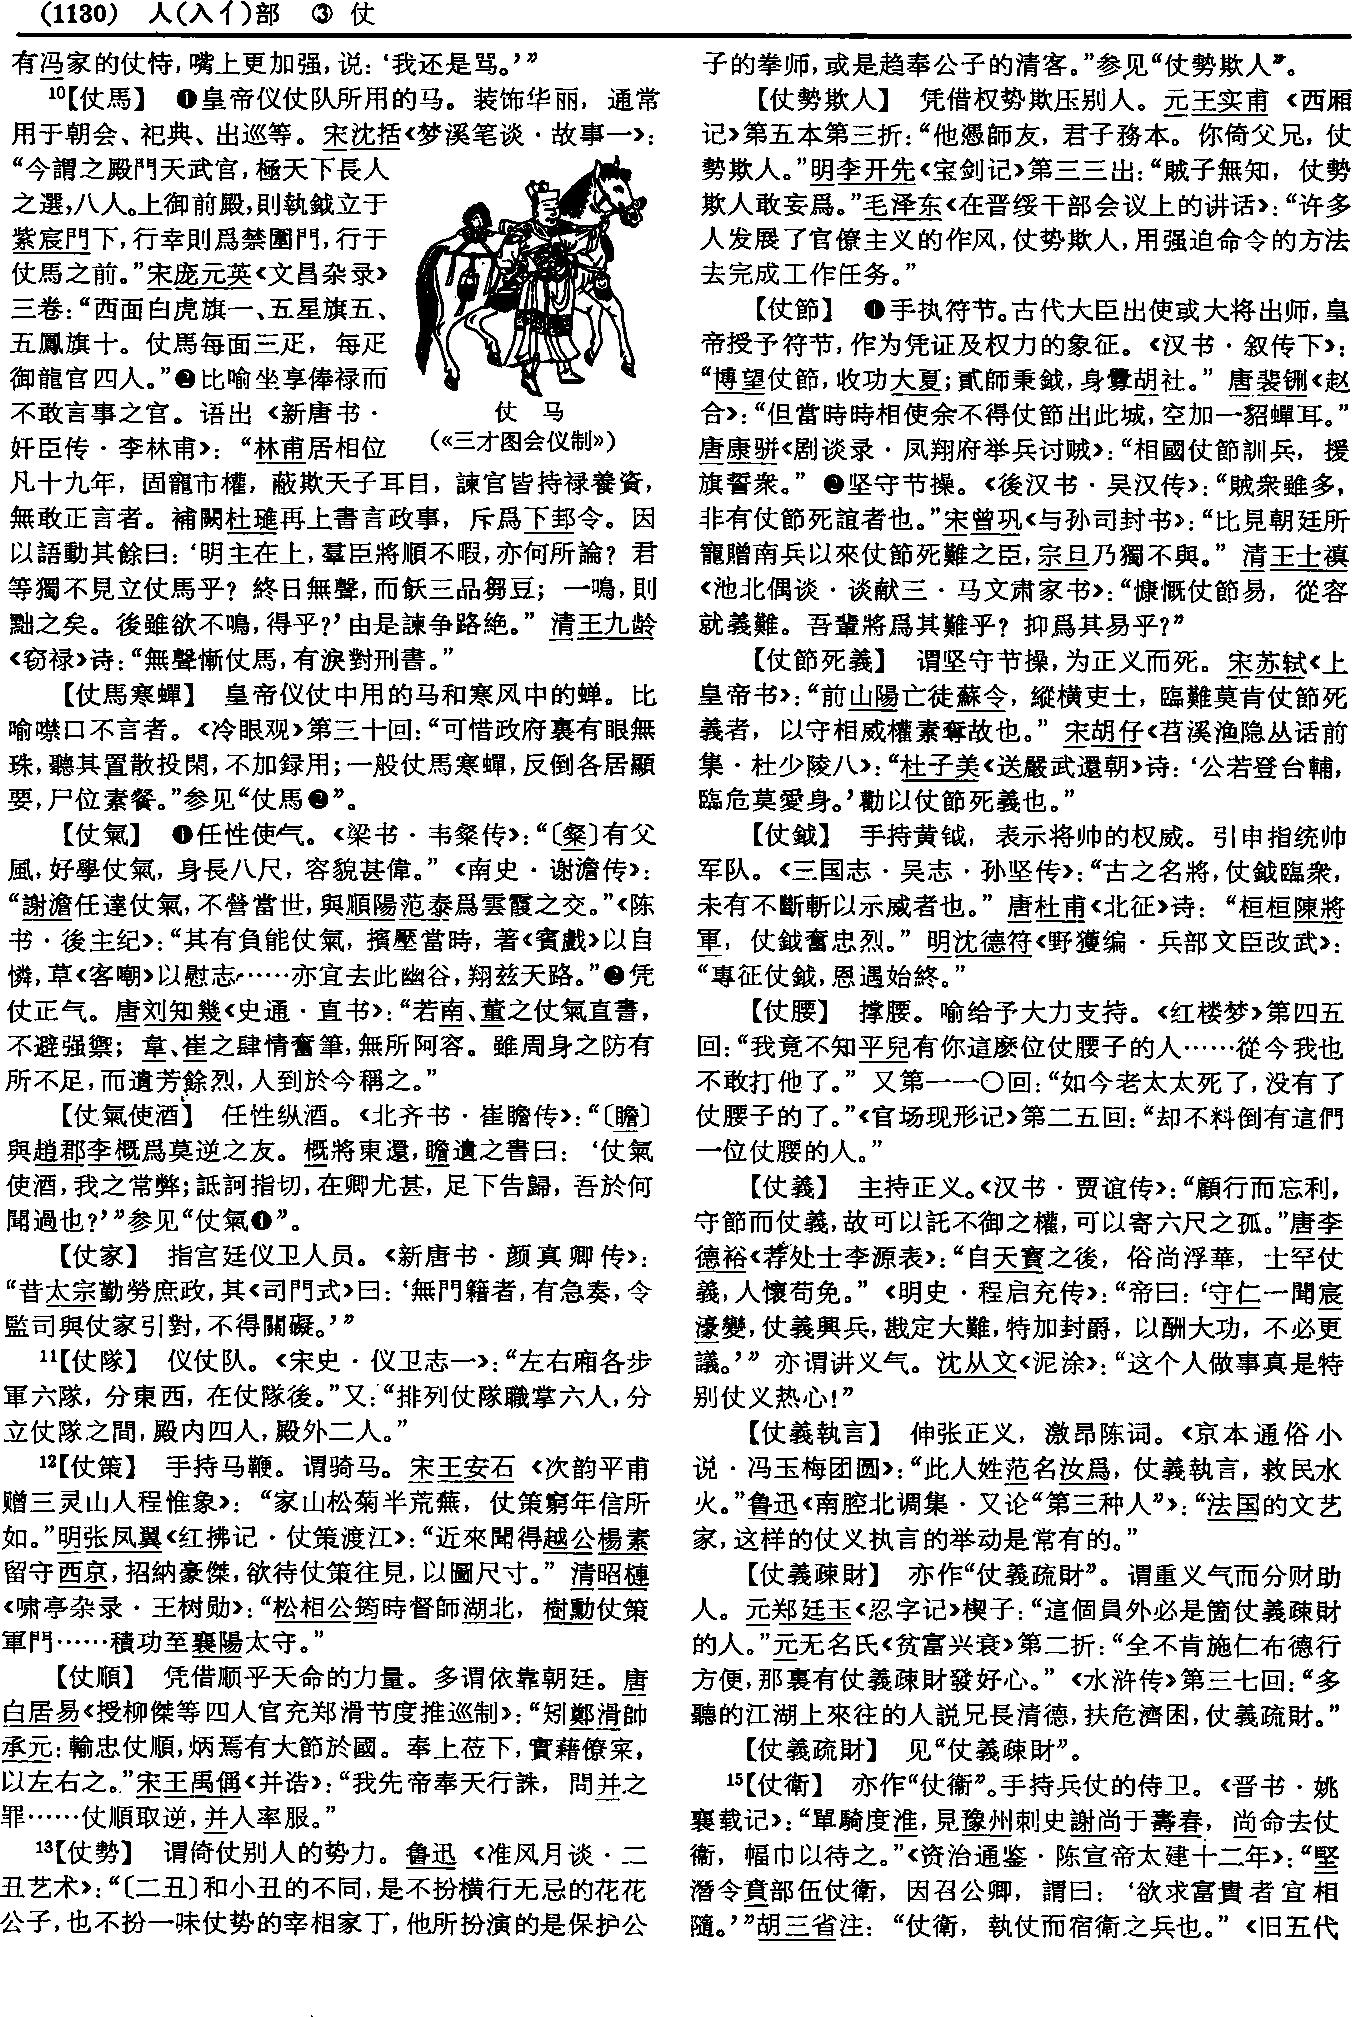 (1130) 人(入亻)部 ③ 仗
有冯家的仗恃,嘴上更加强,说:‘我还是骂。’”
10【仗馬】 ❶皇帝仪仗队所用的马。装饰华丽,通常
用于朝会、祀典、出巡等。宋沈括《梦溪笔谈·故事一》:
“今謂之殿門天武官,極天下長人
之選,八人。上御前殿,則執鉞立于
紫宸門下,行幸則爲禁圍門,行于
仗馬之前。”宋庞元英《文昌杂录》
三卷:“西面白虎旗一、五星旗五、
五鳳旗十。仗馬每面三疋,每疋
御龍官四人。”❷比喻坐享俸禄而
不敢言事之官。语出《新唐书·
奸臣传·李林甫》:“林甫居相位
凡十九年,固寵市權,蔽欺天子耳目,諫官皆持禄養資,
無敢正言者。補闕杜璡再上書言政事,斥爲下邽令。因
以語動其餘曰:‘明主在上,羣臣將順不暇,亦何所論?君
等獨不見立仗馬乎?終日無聲,而飫三品芻豆;一鳴,則
黜之矣。後雖欲不鳴,得乎?’由是諫争路絶。”清王九龄
《窃禄》诗:“無聲慚仗馬,有淚對刑書。”
仗 马
(《三才图会仪制》)
【仗馬寒蟬】 皇帝仪仗中用的马和寒风中的蝉。比
喻噤口不言者。《冷眼观》第三十回:“可惜政府裏有眼無
珠,聽其置散投閑,不加録用;一般仗馬寒蟬,反倒各居顯
要,尸位素餐。”参见“仗馬❷”。
【仗氣】 ❶任性使气。《梁书·韦粲传》:“〔粲〕有父
風,好學仗氣,身長八尺,容貌甚偉。”《南史·谢澹传》:
“謝澹任達仗氣,不營當世,與順陽范泰爲雲霞之交。”《陈
书·後主纪》:“其有負能仗氣,擯壓當時,著《賓戲》以自
憐,草《客嘲》以慰志……亦宜去此幽谷,翔兹天路。”❷凭
仗正气。唐刘知幾《史通·直书》:“若南、董之仗氣直書,
不避强禦;韋、崔之肆情奮筆,無所阿容。雖周身之防有
所不足,而遺芳餘烈,人到於今稱之。”
【仗氣使酒】 任性纵酒。《北齐书·崔瞻传》:“〔瞻〕
與趙郡李概爲莫逆之友。概將東還,瞻遺之書曰:‘仗氣
使酒,我之常弊;詆訶指切,在卿尤甚,足下告歸,吾於何
聞過也?’”参见“仗氣❶”。
【仗家】 指宫廷仪卫人员。《新唐书·颜真卿传》:
“昔太宗勤勞庶政,其《司門式》曰:‘無門籍者,有急奏,令
監司與仗家引對,不得關礙。’”
11【仗隊】 仪仗队。《宋史·仪卫志一》:“左右廂各步
軍六隊,分東西,在仗隊後。”又:“排列仗隊職掌六人,分
立仗隊之間,殿内四人,殿外二人。”
12【仗策】 手持马鞭。谓骑马。宋王安石《次韵平甫
赠三灵山人程惟象》:“家山松菊半荒蕪,仗策窮年信所
如。”明张凤翼《红拂记·仗策渡江》:“近來聞得越公楊素
留守西京,招納豪傑,欲待仗策往見,以圖尺寸。”清昭槤
《啸亭杂录·王树勋》:“松相公筠時督師湖北,樹勳仗策
軍門……積功至襄陽太守。”
【仗順】 凭借顺乎天命的力量。多谓依靠朝廷。唐
白居易《授柳傑等四人官充郑滑节度推巡制》:“矧鄭滑帥
承元:輸忠仗順,炳焉有大節於國。奉上莅下,實藉僚寀,
以左右之。”宋王禹偁《并诰》:“我先帝奉天行誅,問并之
罪……仗順取逆,并人率服。”
13【仗勢】 谓倚仗别人的势力。鲁迅《准风月谈·二
丑艺术》:“〔二丑〕和小丑的不同,是不扮横行无忌的花花
公子,也不扮一味仗势的宰相家丁,他所扮演的是保护公
子的拳师,或是趋奉公子的清客。”参见“仗勢欺人”。
【仗勢欺人】 凭借权势欺压别人。元王实甫《西厢
记》第五本第三折:“他憑師友,君子務本。你倚父兄,仗
勢欺人。”明李开先《宝剑记》第三三出:“賊子無知,仗勢
欺人敢妄爲。”毛泽东《在晋绥干部会议上的讲话》:“许多
人发展了官僚主义的作风,仗势欺人,用强迫命令的方法
去完成工作任务。”
【仗節】 ❶手执符节。古代大臣出使或大将出师,皇
帝授予符节,作为凭证及权力的象征。《汉书·叙传下》:
“博望仗節,收功大夏;貳師秉鉞,身釁胡社。”唐裴铏《赵
合》:“但當時時相使余不得仗節出此城,空加一貂蟬耳。”
唐康骈《剧谈录·凤翔府举兵讨贼》:“相國仗節訓兵,援
旗誓衆。”❷坚守节操。《後汉书·吴汉传》:“賊衆雖多,
非有仗節死誼者也。”宋曾巩《与孙司封书》:“比見朝廷所
寵贈南兵以來仗節死難之臣,宗旦乃獨不與。”清王士禛
《池北偶谈·谈献三·马文肃家书》:“慷慨仗節易,從容
就義難。吾輩將爲其難乎?抑爲其易乎?”
【仗節死義】 谓坚守节操,为正义而死。宋苏轼《上
皇帝书》:“前山陽亡徒蘇令,縱横吏士,臨難莫肯仗節死
義者,以守相威權素奪故也。”宋胡仔《苕溪渔隐丛话前
集·杜少陵八》:“杜子美《送嚴武還朝》诗:‘公若登台輔,
臨危莫愛身。’勸以仗節死義也。”
【仗鉞】 手持黄钺,表示将帅的权威。引申指统帅
军队。《三国志·吴志·孙坚传》:“古之名將,仗鉞臨衆,
未有不斷斬以示威者也。”唐杜甫《北征》诗:“桓桓陳將
軍,仗鉞奮忠烈。”明沈德符《野獲编·兵部文臣改武》:
“專征仗鉞,恩遇始終。”
【仗腰】 撑腰。喻给予大力支持。《红楼梦》第四五
回:“我竟不知平兒有你這麽位仗腰子的人……從今我也
不敢打他了。”又第一一〇回:“如今老太太死了,没有了
仗腰子的了。”《官场现形记》第二五回:“却不料倒有這們
一位仗腰的人。”
【仗義】 主持正义。《汉书·贾谊传》:“顧行而忘利,
守節而仗義,故可以託不御之權,可以寄六尺之孤。”唐李
德裕《荐处士李源表》:“自天寳之後,俗尚浮華,士罕仗
義,人懷苟免。”《明史·程启充传》:“帝曰:‘守仁一聞宸
濠變,仗義興兵,戡定大難,特加封爵,以酬大功,不必更
議。’”亦谓讲义气。沈从文《泥涂》:“这个人做事真是特
别仗义热心!”
【仗義執言】 伸张正义,激昂陈词。《京本通俗小
说·冯玉梅团圆》:“此人姓范名汝爲,仗義執言,救民水
火。”鲁迅《南腔北调集·又论“第三种人”》:“法国的文艺
家,这样的仗义执言的举动是常有的。”
【仗義疎財】 亦作“仗義疏財”。谓重义气而分财助
人。元郑廷玉《忍字记》楔子:“這個員外必是箇仗義疎財
的人。”元无名氏《贫富兴衰》第二折:“全不肯施仁布德行
方便,那裏有仗義疎財發好心。”《水浒传》第三七回:“多
聽的江湖上來往的人説兄長清德,扶危濟困,仗義疏財。”
【仗義疏財】 见“仗義疎財”。
15【仗衛】 亦作“仗衞”。手持兵仗的侍卫。《晋书·姚
襄载记》:“單騎度淮,見豫州刺史謝尚于壽春,尚命去仗
衞,幅巾以待之。”《资治通鉴·陈宣帝太建十二年》:“堅
潛令賁部伍仗衛,因召公卿,謂曰:‘欲求富貴者宜相
隨。’”胡三省注:“仗衛,執仗而宿衛之兵也。”《旧五代